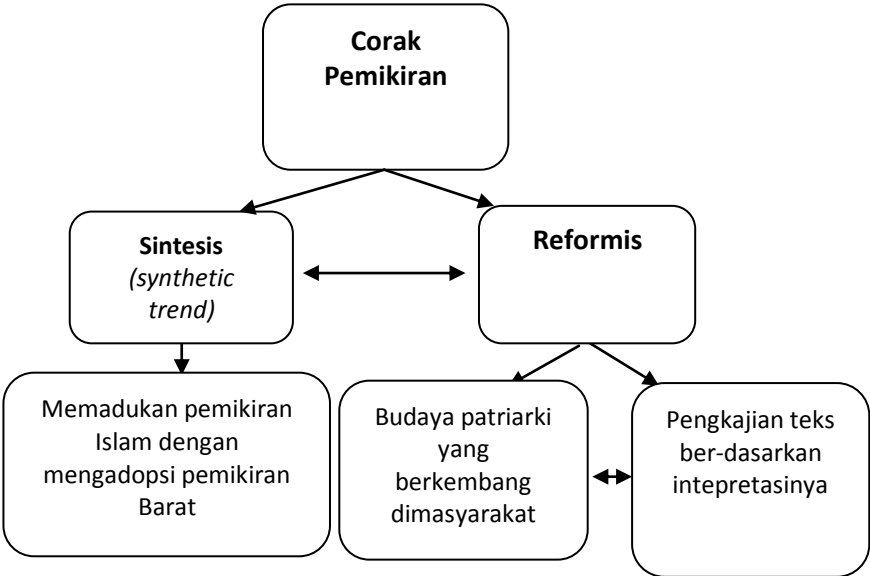 Corak
Pemikiran
Sintesis
(synthetic
trend)
Reformis
Memadukan pemikiran
Islam dengan
mengadopsi pemikiran
Barat
Budaya patriarki
yang
berkembang
dimasyarakat
Pengkajian teks
ber-dasarkan
intepretasinya